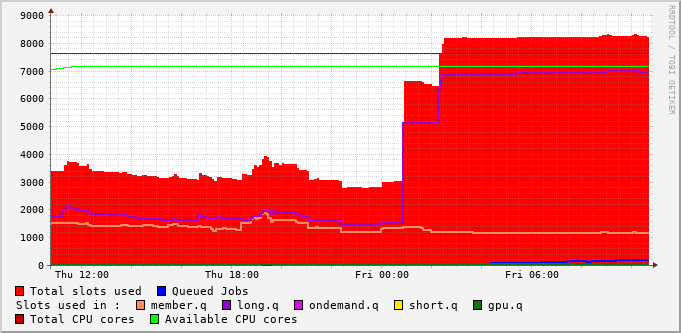 RRDTOOL / TOBI OETIKER
9000
8000
7000
6000
5000
4000
3000
2000
1000
0
Thu 12:00 Thu 18:00 Fri 00:00 Fri 06:00
Total slots used Queued Jobs
Slots used in : member.q long.q ondemand.q short.q gpu.q
Total CPU cores Available CPU cores